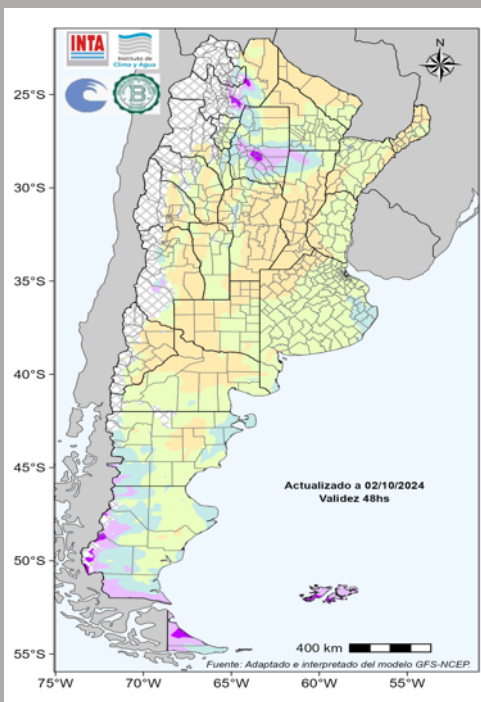 INTA
Instituto de
Clima y Agua
B
N
25°S
30°S
35°S
40°S
45°S
50°S
55°S
Actualizado a 02/10/2024
Validez 48hs
400 km
Fuente: Adaptado e interpretado del modelo GFS-NCEP.
75°W
70°W
65°W
60°W
55°W